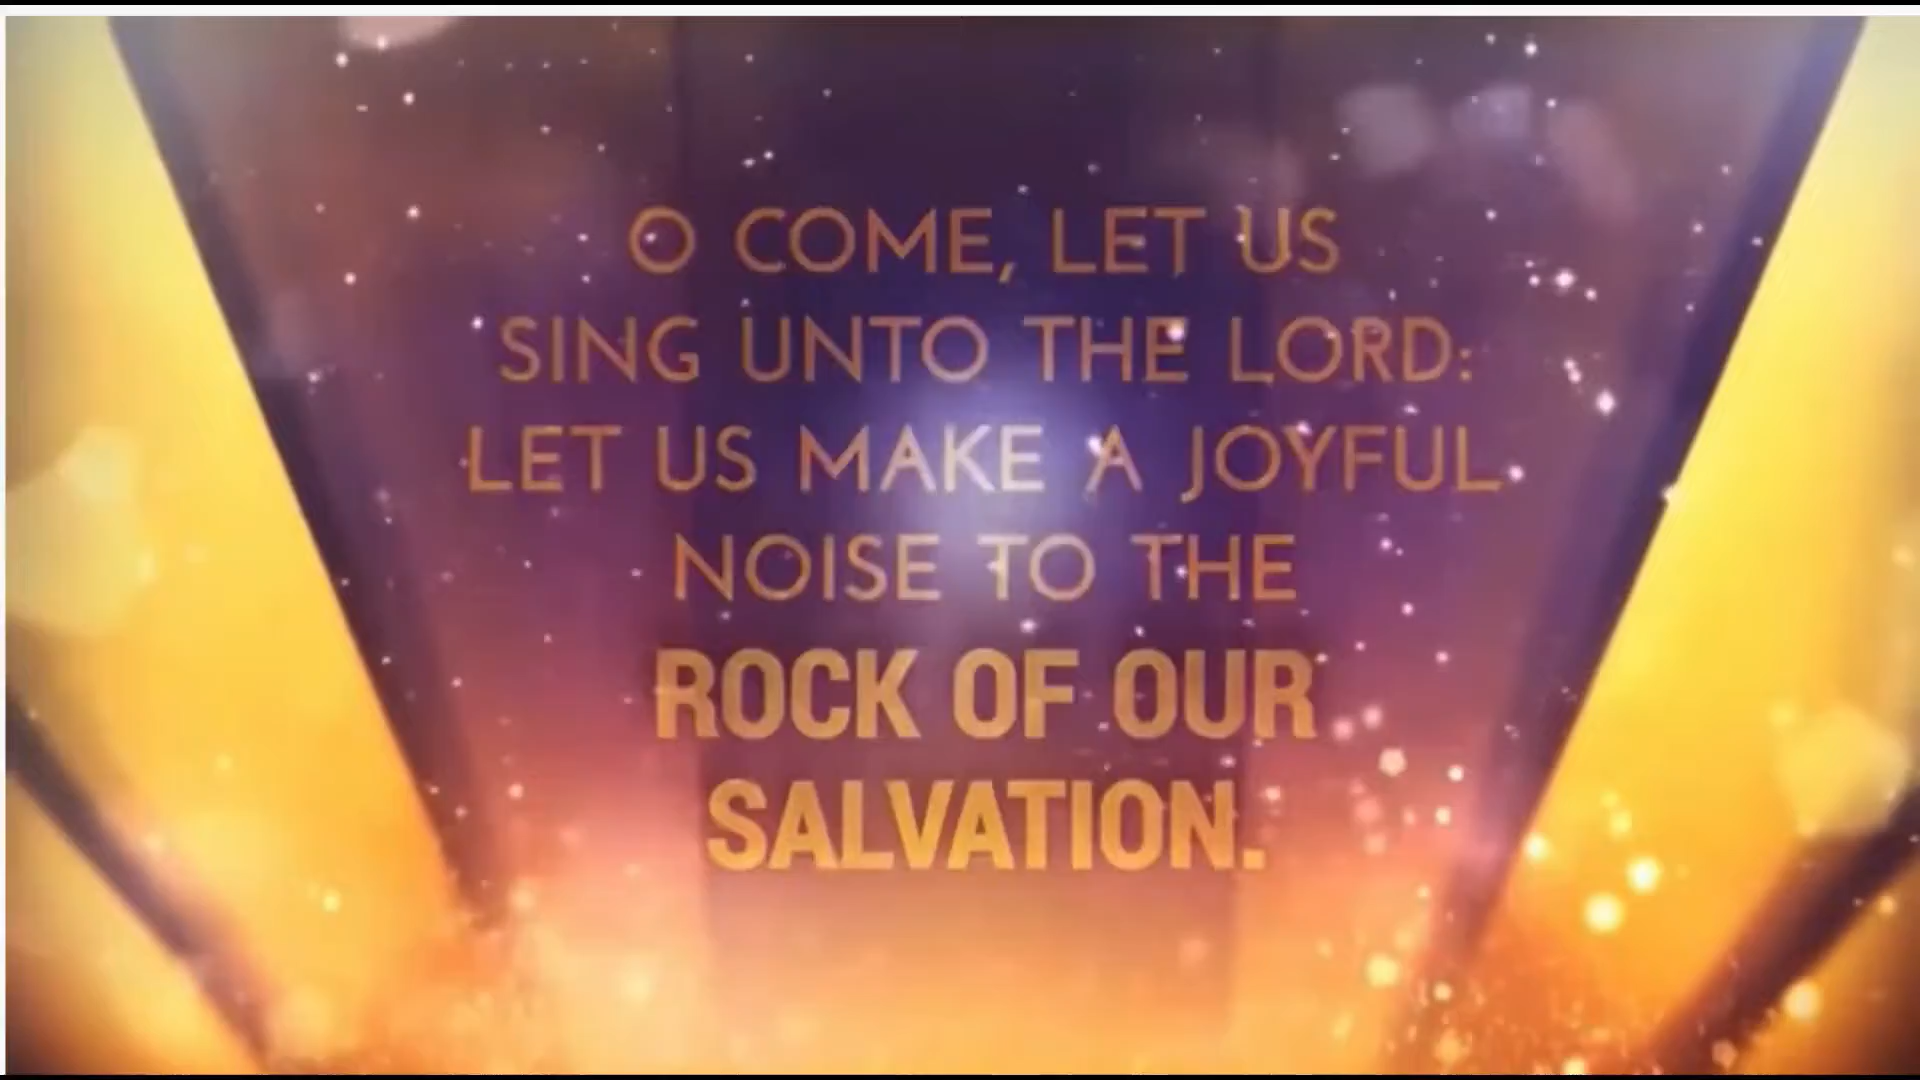 O COME, LET US
SING UNTO THE LORD:
LET US MAKE A JOYFUL
NOISE TO THE
ROCK OF OUR
SALVATION.